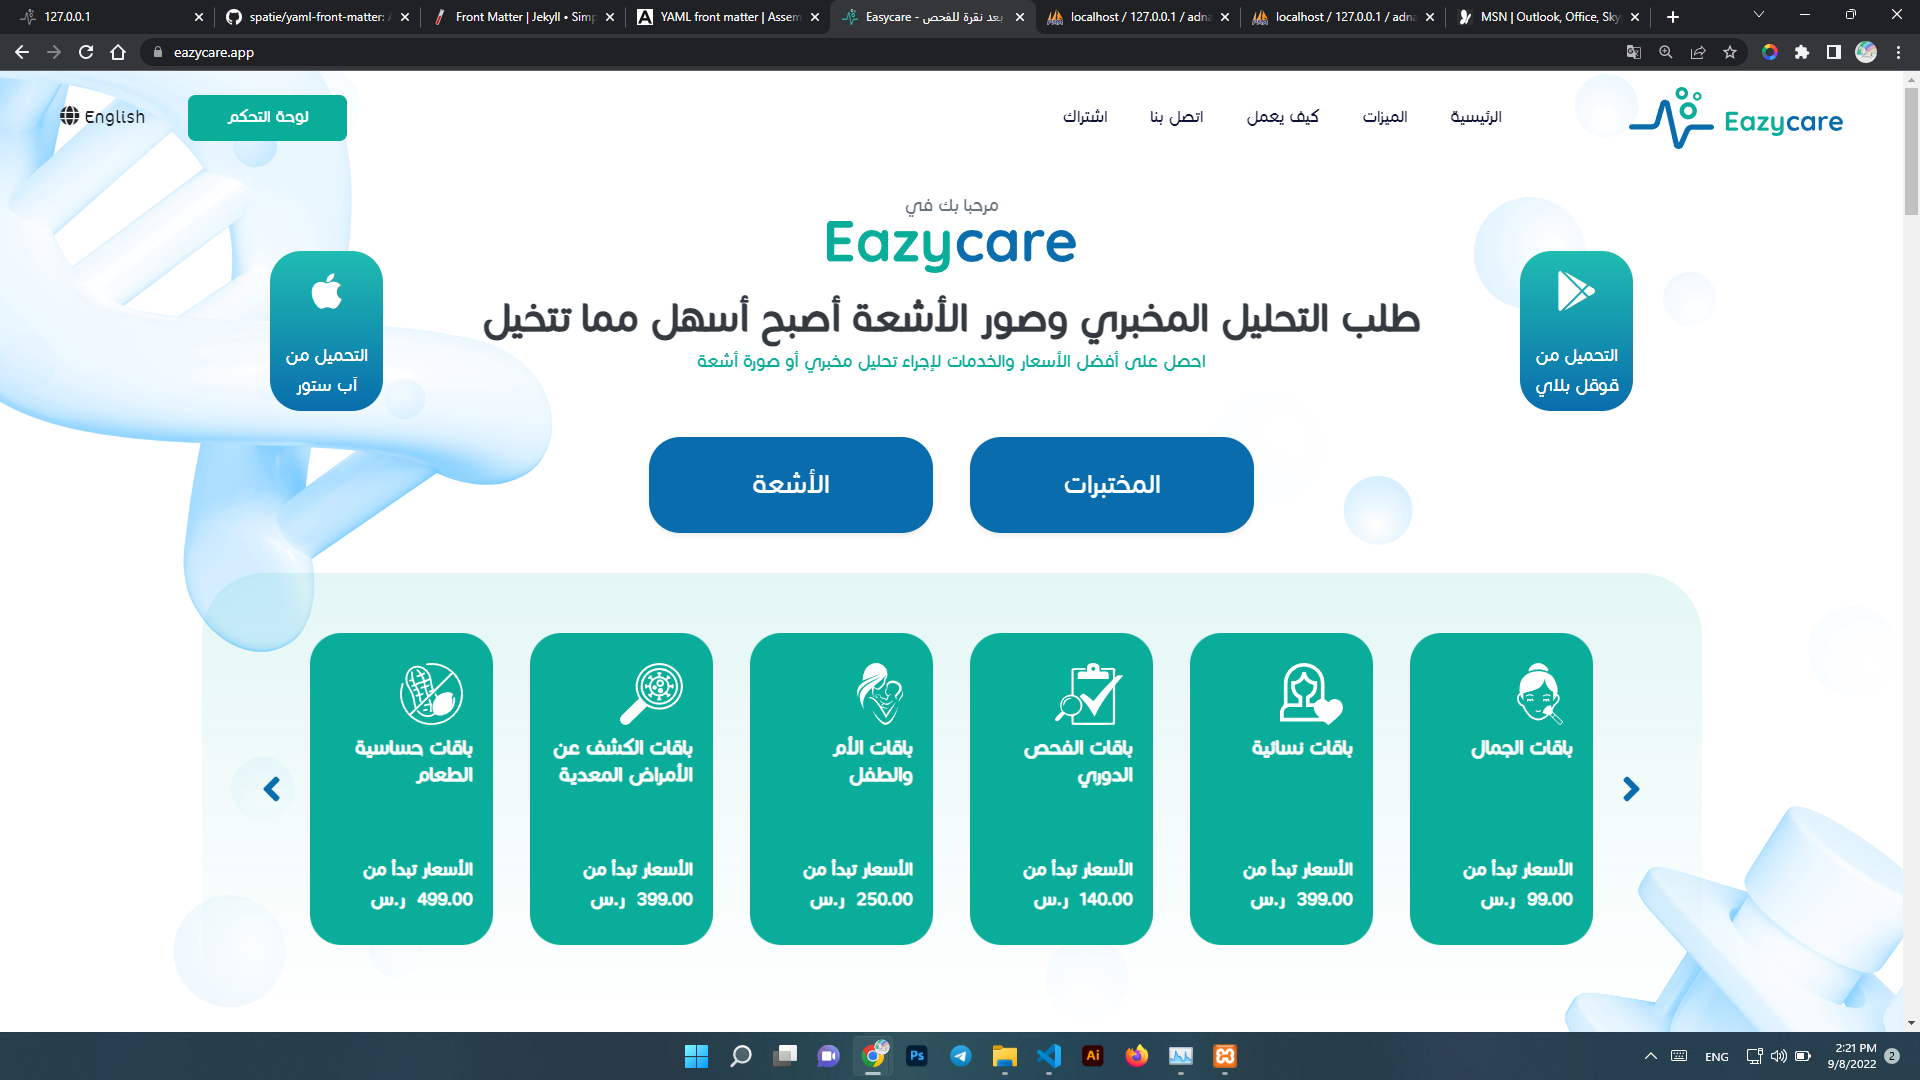 127.0.0.1
spatie/yaml-front-matter: A
Front Matter | Jekyll • Simp
YAML front matter | Assem
Easycare - بعد نقرة للفحص
localhost / 127.0.0.1 / adna
localhost / 127.0.0.1 / adna
MSN | Outlook, Office, Sky
eazycare.app
Eazycare
الرئيسية
الميزات
كيف يعمل
اتصل بنا
اشتراك
لوحة التحكم
English
مرحبا بك في
Eazycare
طلب التحليل المخبري وصور الأشعة أصبح أسهل مما تتخيل
احصل على أفضل الأسعار والخدمات لإجراء تحليل مخبري أو صورة أشعة
التحميل من
قوقل بلاي
التحميل من
آب ستور
المختبرات
الأشعة
باقات الجمال
الأسعار تبدأ من
99.00 ر.س
باقات نسائية
الأسعار تبدأ من
399.00 ر.س
باقات الفحص
الدوري
الأسعار تبدأ من
140.00 ر.س
باقات الأم
والطفل
الأسعار تبدأ من
250.00 ر.س
باقات الكشف عن
الأمراض المعدية
الأسعار تبدأ من
399.00 ر.س
باقات حساسية
الطعام
الأسعار تبدأ من
499.00 ر.س
Ps
Ai
ENG
2:21 PM
9/8/2022
2